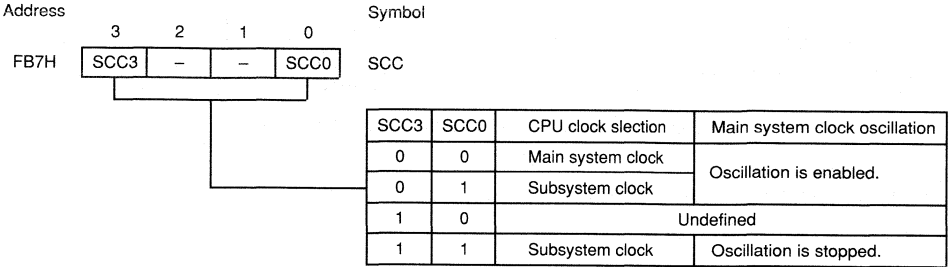 Address Symbol
3 2 1 0
FB7H SCC3 – – SCC0 SCC
SCC3 SCC0 CPU clock slection Main system clock oscillation
0 0 Main system clock Oscillation is enabled.
0 1 Subsystem clock
1 0 Undefined
1 1 Subsystem clock Oscillation is stopped.